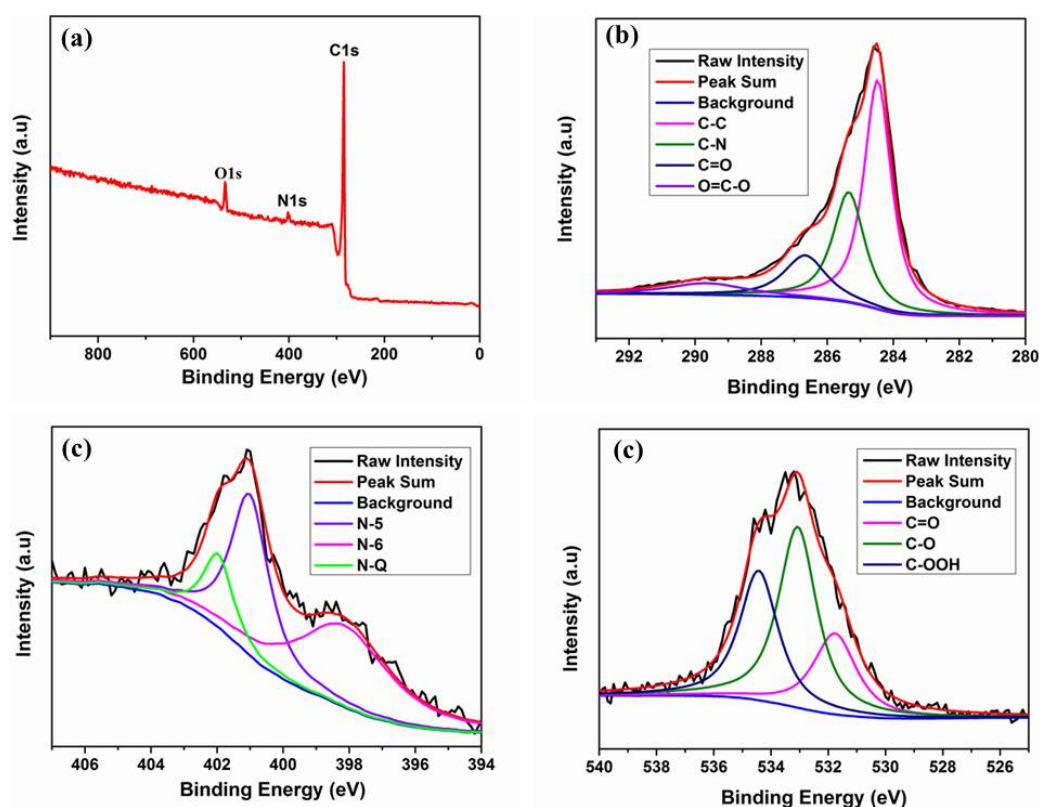 (a)
C1s
O1s
N1s
Intensity (a.u)
800 600 400 200 0
Binding Energy (eV)
(b)
Raw Intensity
Peak Sum
Background
C-C
C-N
C=O
O=C-O
Intensity (a.u)
292 290 288 286 284 282 280
Binding Energy (eV)
(c)
Raw Intensity
Peak Sum
Background
N-5
N-6
N-Q
Intensity (a.u)
406 404 402 400 398 396 394
Binding Energy (eV)
(c)
Raw Intensity
Peak Sum
Background
C=O
C-O
C-OOH
Intensity (a.u)
540 538 536 534 532 530 528 526
Binding Energy (eV)